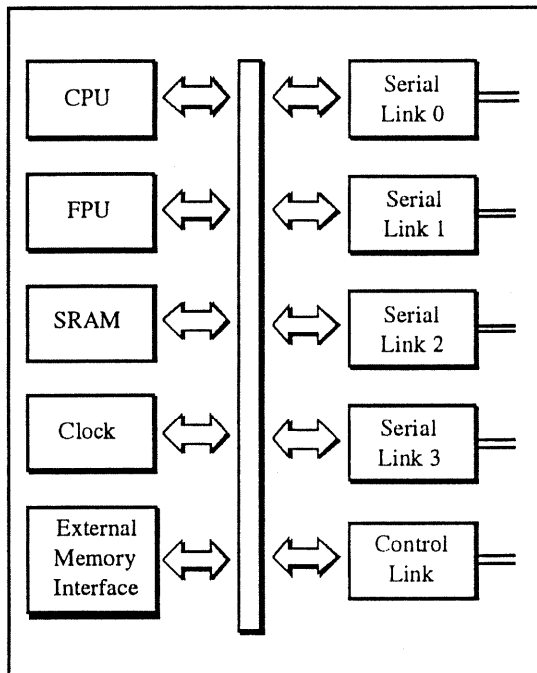 CPU
FPU
SRAM
Clock
External
Memory
Interface
Serial
Link 0
Serial
Link 1
Serial
Link 2
Serial
Link 3
Control
Link